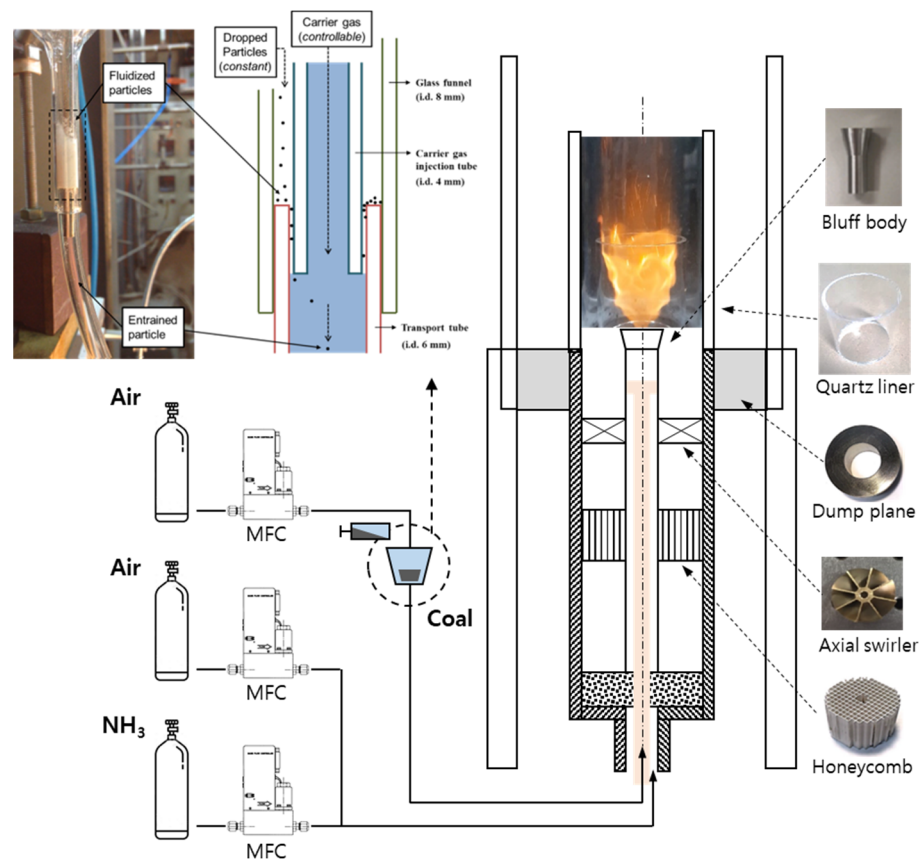 Fluidized
particles
Entrained
particle
Dropped
Particles
(constant)
Carrier gas
(controllable)
Glass funnel
(i.d. 8 mm)
Carrier gas
injection tube
(i.d. 4 mm)
Transport tube
(i.d. 6 mm)
Air
MFC
Air
MFC
NH3
MFC
Coal
Bluff body
Quartz liner
Dump plane
Axial swirler
Honeycomb